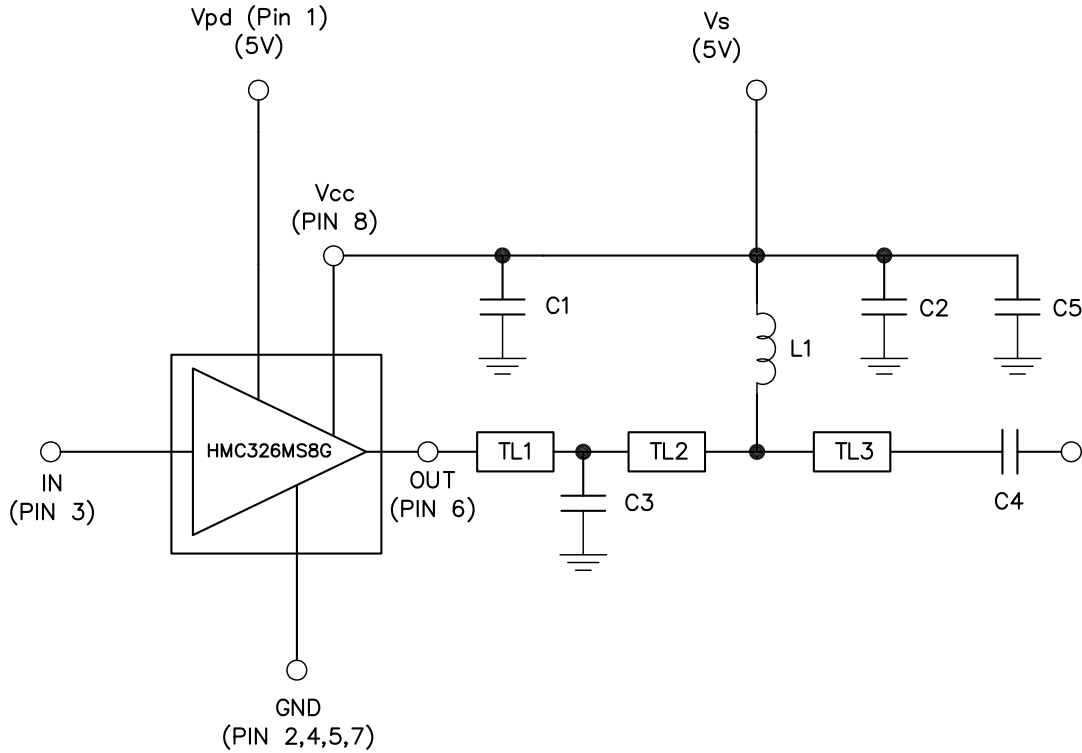 Vpd (Pin 1)
(5V)
Vs
(5V)
Vcc
(PIN 8)
C1
C2
C5
L1
HMC326MS8G
TL1
TL2
TL3
IN
(PIN 3)
OUT
(PIN 6)
C3
C4
GND
(PIN 2,4,5,7)